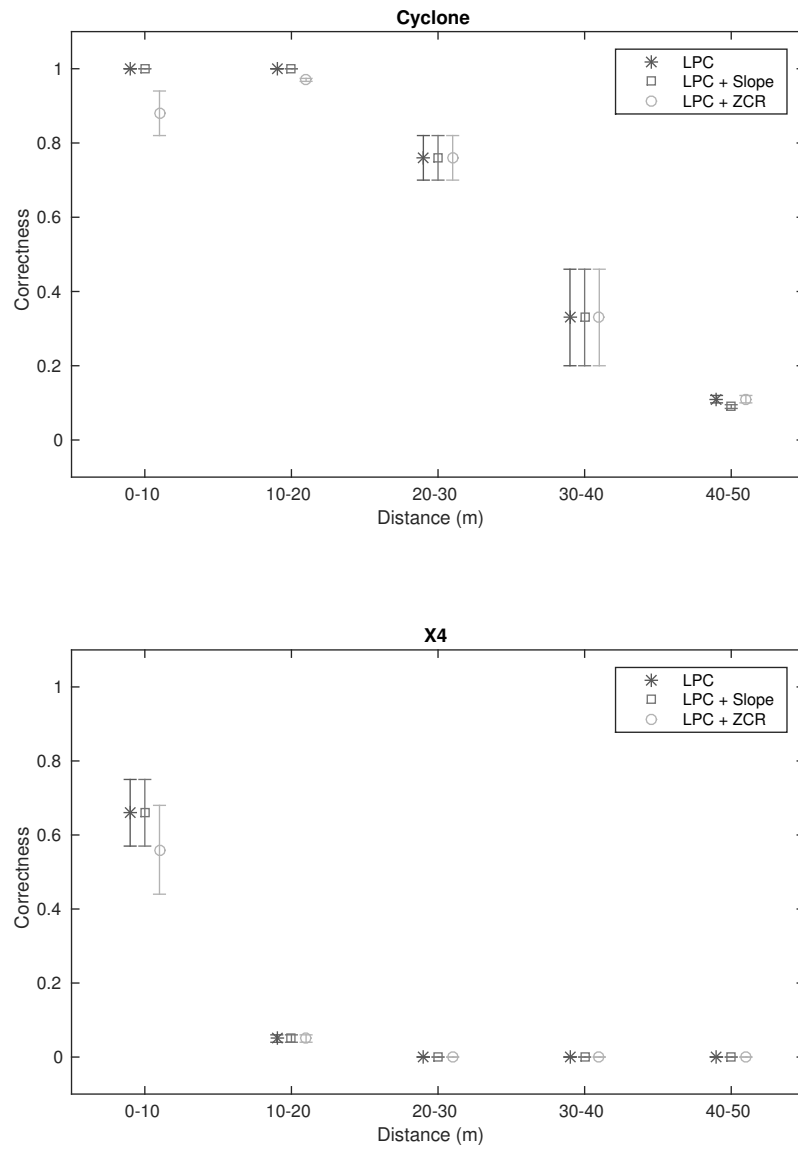 Cyclone
LPC
LPC + Slope
LPC + ZCR
1
0.8
0.6
0.4
0.2
0
Correctness
0-10 10-20 20-30 30-40 40-50
Distance (m)
X4
LPC
LPC + Slope
LPC + ZCR
1
0.8
0.6
0.4
0.2
0
Correctness
0-10 10-20 20-30 30-40 40-50
Distance (m)